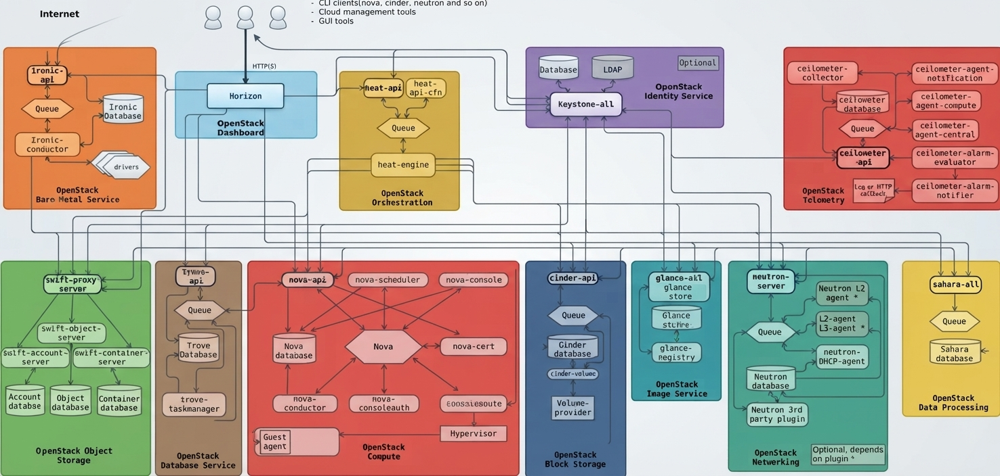 - CLI clients(nova, cinder, neutron and so on)
- Cloud management tools
- GUI tools
Internet
HTTP(S)
Ironic-
api
Queue
Ironic
Database
Ironic-
conductor
drivers
OpenStack
Bare Metal Service
Horizon
OpenStack
Dashboard
heat-api
heat-
api-cfn
Queue
heat-engine
OpenStack
Orchestration
Database
LDAP
Optional
Keystone-all
OponStack
Identity Service
ceilometer-
collector
ceiloweter
database
Queue
ceiloweter
-api
ceilometer-agent-
notification
ceilometer-
agent-compute
ceilometer-
agent-central
ceilometer-alarm-
evaluator
ceilometer-alarm-
notifier
HTTP
OpenStack
Tclometry
swift-proxy-
server
swift-object-
server
swift-account-
server
swift-container-
server
Account
databse
Object
database
Container
database
OpenStack Object
Storage
api
Queue
Trove
Database
trove-
taskmanager
OpenStack
Database Service
nova-api
nova-scheduler
nova-console
Nova
database
Nova
nova-cert
nova-
conductor
nova-
consoleauth
Hypervisor
Guest
agent
OpenStack
Compute
cinder-api
Queue
Ginder
database
Volume-
provider
OpenStack
Block Storage
glance-all
glance
store
Glance
glance-
registry
OpenStack
Image Service
neutron-
server
Neutron L2
agent *
L2-agent
L3-agent *
Queue
neutron-
DHCP-agent
Neutron
database
Neutron 3rd
party plugin
OpenStack
Networking
Optional, depends
on plugin *
sahara-all
Queue
Sahara
database
OpenStack
Data Processing